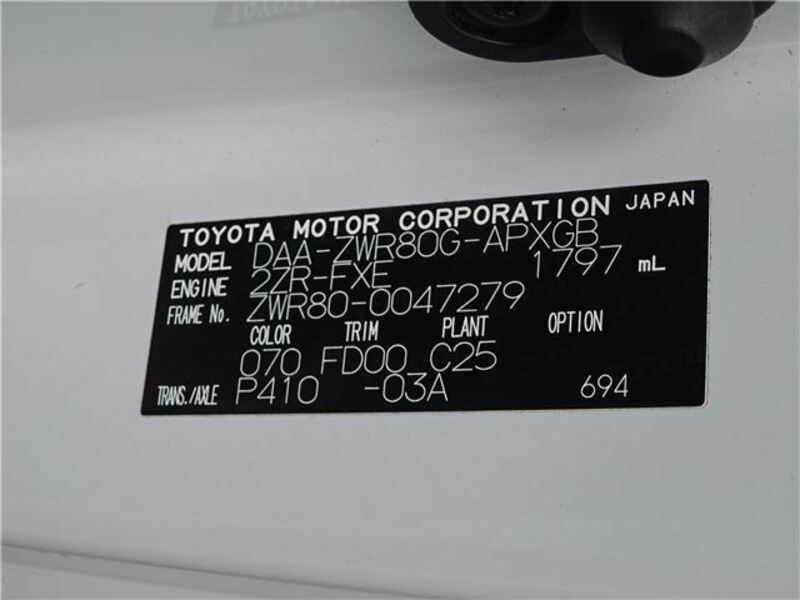 TOYOTA MOTOR CORPORATION JAPAN
MODEL DAA-ZWR80G-APXGB
ENGINE 2ZR-FXE 1797 mL
FRAME No. ZWR80-0047279
COLOR TRIM PLANT OPTION
070 FD00 C25
TRANS./AXLE P410 -03A 694